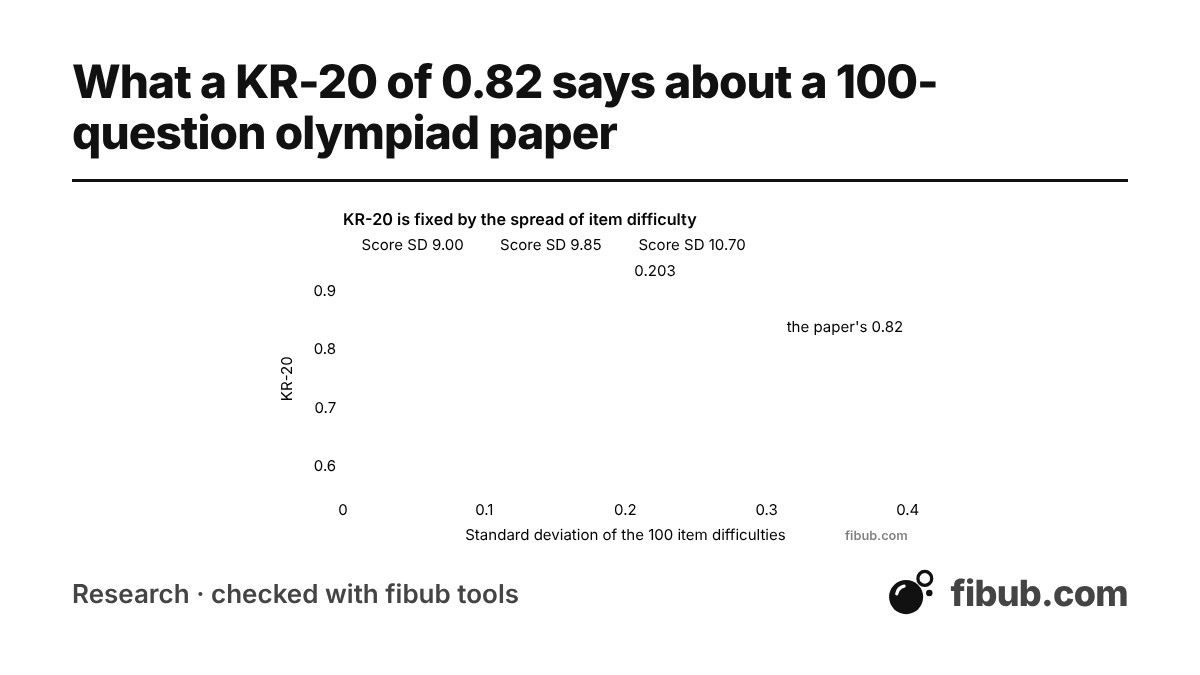 What a KR-20 of 0.82 says about a 100-
question olympiad paper
KR-20 is fixed by the spread of item difficulty
Score SD 9.00 Score SD 9.85 Score SD 10.70
0.203
0.9
the paper's 0.82
0.8
KR-20
0.7
0.6
0 0.1 0.2 0.3 0.4
Standard deviation of the 100 item difficulties
fibub.com
Research · checked with fibub tools
fibub.com